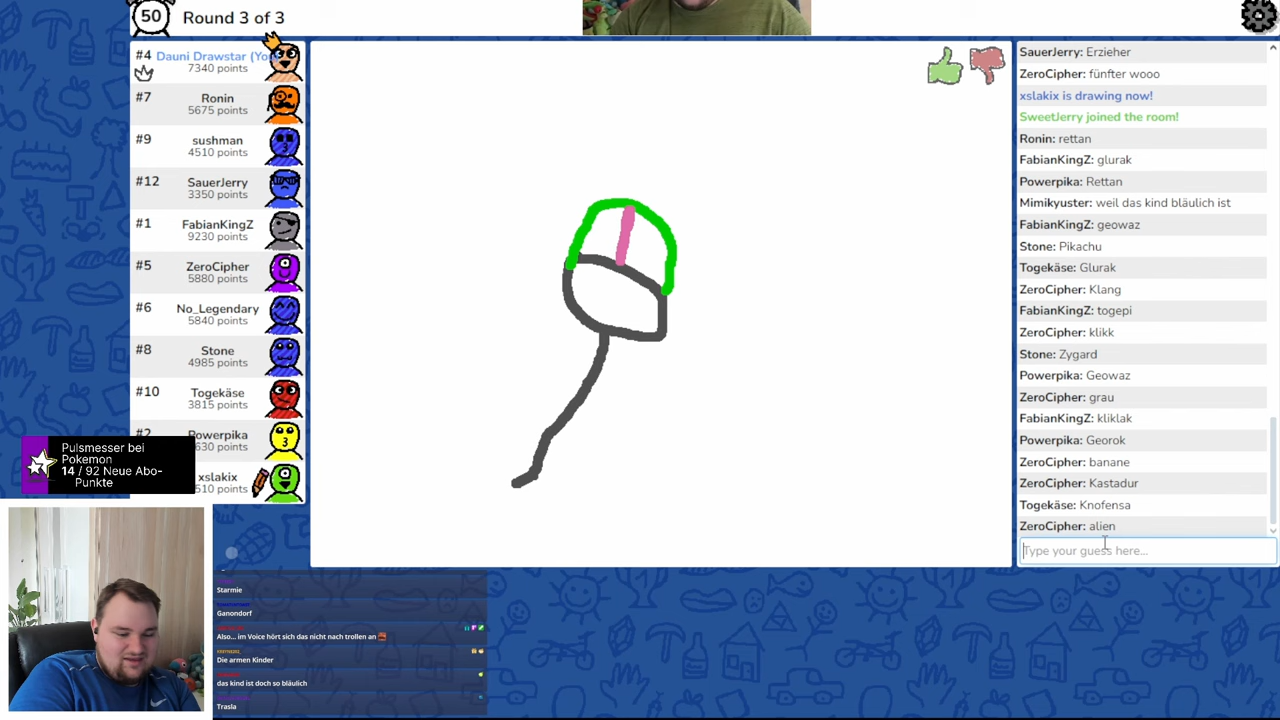 50
Round 3 of 3
#4 Dauni Drawstar (You)
7340 points
#7 Ronin
5675 points
#9 sushman
4510 points
#12 SauerJerry
3350 points
#1 FabianKingZ
9230 points
#5 ZeroCipher
5880 points
#6 No_Legendary
5840 points
#8 Stone
4985 points
#10 Togekäse
3815 points
#2 Powerpika
630 points
xslakix
510 points
Pulsmesser bei
Pokemon
14 / 92 Neue Abo-
Punkte
SauerJerry: Erzieher
ZeroCipher: fünfter wooo
xslakix is drawing now!
SweetJerry joined the room!
Ronin: rettan
FabianKingZ: glurak
Powerpika: Rettan
Mimikyuster: weil das kind bläulich ist
FabianKingZ: geowaz
Stone: Pikachu
Togekäse: Glurak
ZeroCipher: Klang
FabianKingZ: togepi
ZeroCipher: klikk
Stone: Zygard
Powerpika: Geowaz
ZeroCipher: grau
FabianKingZ: kliklak
Powerpika: Georok
ZeroCipher: banane
ZeroCipher: Kastadur
Togekäse: Knofensa
ZeroCipher: alien
Type your guess here...
Starmie
Ganondorf
Also... im Voice hört sich das nicht nach trollen an
Die armen Kinder
das kind ist doch so bläulich
Trasla